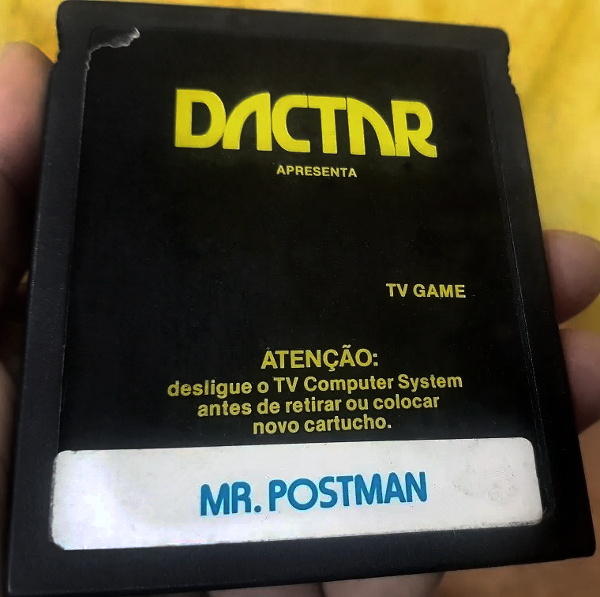 DACTAR
APRESENTA
TV GAME
ATENÇÃO:
desligue o TV Computer System
antes de retirar ou colocar
novo cartucho.
MR. POSTMAN